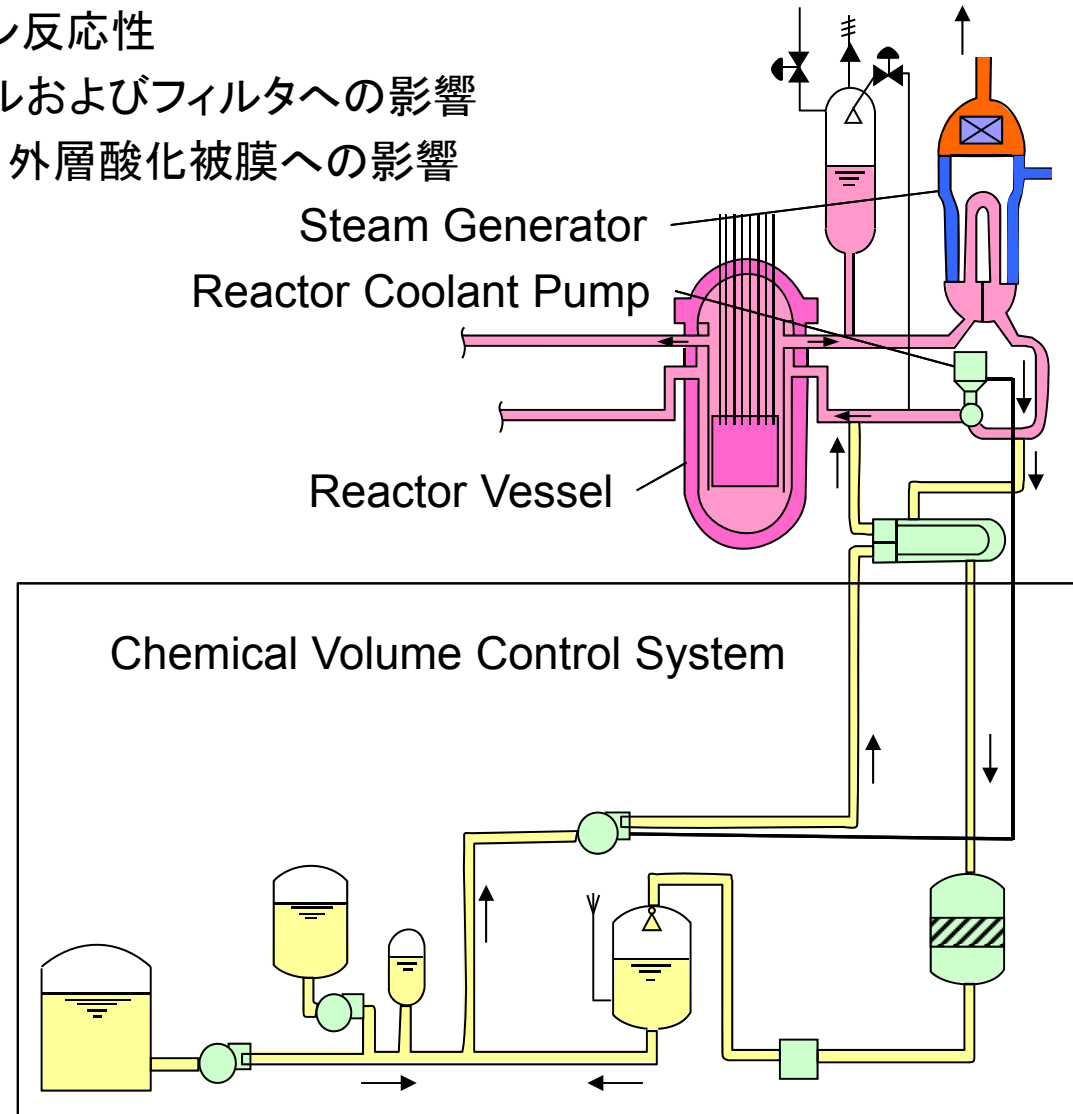 ン反応性
ルおよびフィルタへの影響
外層酸化被膜への影響
Steam Generator
Reactor Coolant Pump
Reactor Vessel
Chemical Volume Control System